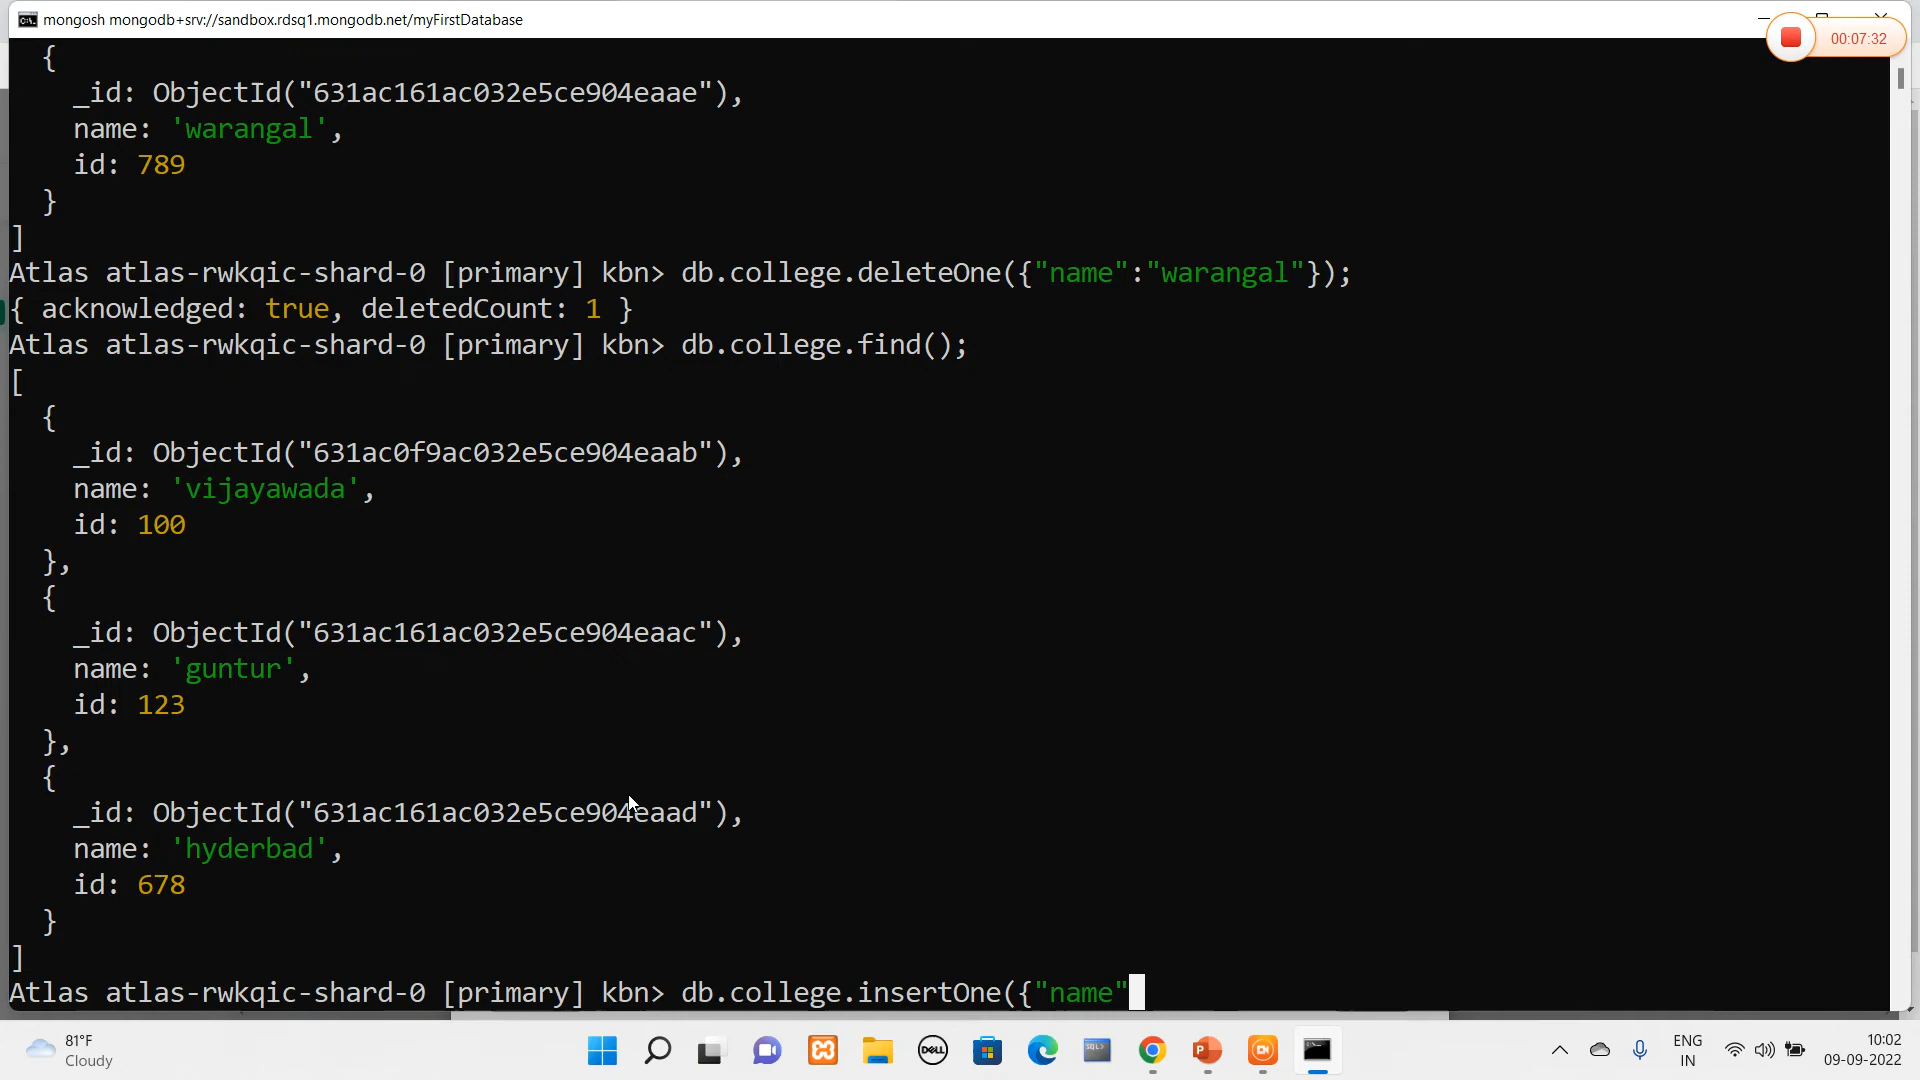 mongosh mongodb+srv://sandbox.rdsq1.mongodb.net/myFirstDatabase
00:07:32
{
_id: ObjectId("631ac161ac032e5ce904eaae"),
name: 'warangal',
id: 789
}
]
Atlas atlas-rwkqic-shard-0 [primary] kbn> db.college.deleteOne({"name":"warangal"});
{ acknowledged: true, deletedCount: 1 }
Atlas atlas-rwkqic-shard-0 [primary] kbn> db.college.find();
[
{
_id: ObjectId("631ac0f9ac032e5ce904eaab"),
name: 'vijayawada',
id: 100
},
{
_id: ObjectId("631ac161ac032e5ce904eaac"),
name: 'guntur',
id: 123
},
{
_id: ObjectId("631ac161ac032e5ce904eaad"),
name: 'hyderbad',
id: 678
}
]
Atlas atlas-rwkqic-shard-0 [primary] kbn> db.college.insertOne({"name"
81°F
Cloudy
DELL
SQL>
P
ENG
IN
10:02
09-09-2022